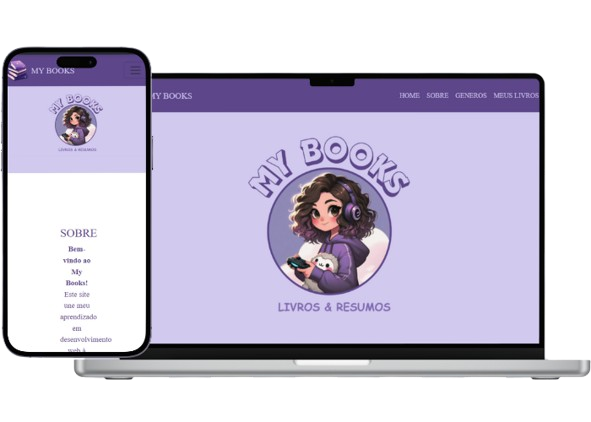 MY BOOKS
MY BOOKS
LIVROS & RESUMOS
SOBRE
Bem-
vindo ao
My
Books!
Este site
une meu
aprendizado
em
desenvolvimento
web à
MY BOOKS
HOME SOBRE GENEROS MEUS LIVROS
MY BOOKS
LIVROS & RESUMOS